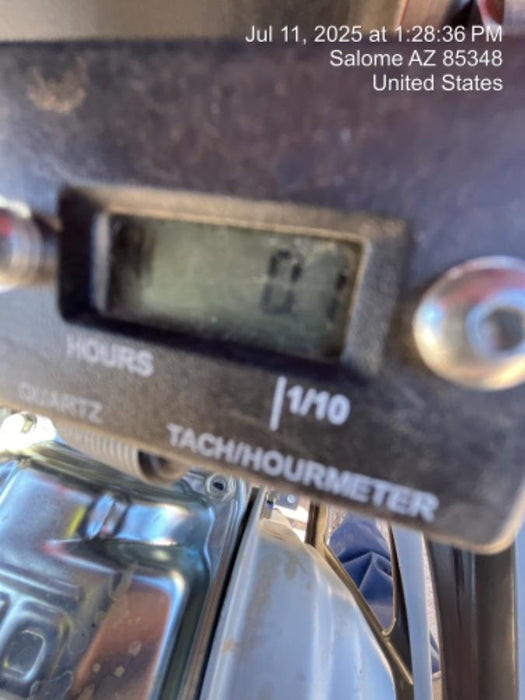 Jul 11, 2025 at 1:28:36 PM
Salome AZ 85348
United States
0.1
HOURS
1/10
QUARTZ
TACH/HOURMETER